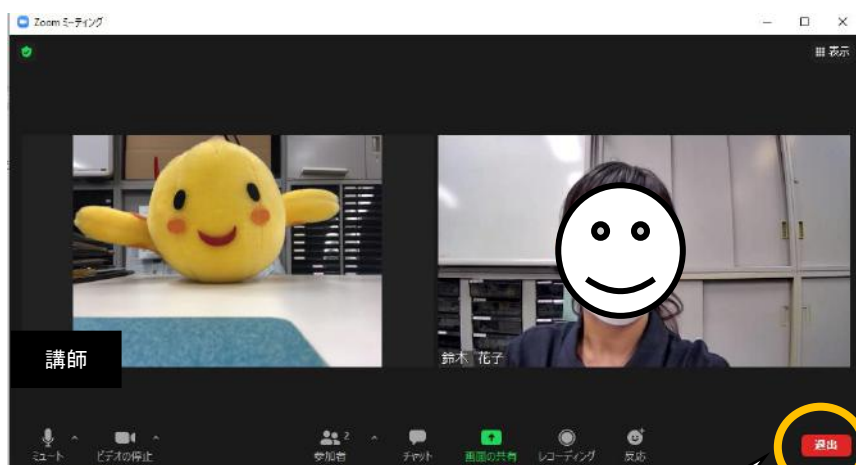 Zoom ミーティング
表示
講師
鈴木 花子
ミュート
ビデオの停止
2
参加者
チャット
画面の共有
レコーディング
反応
退出